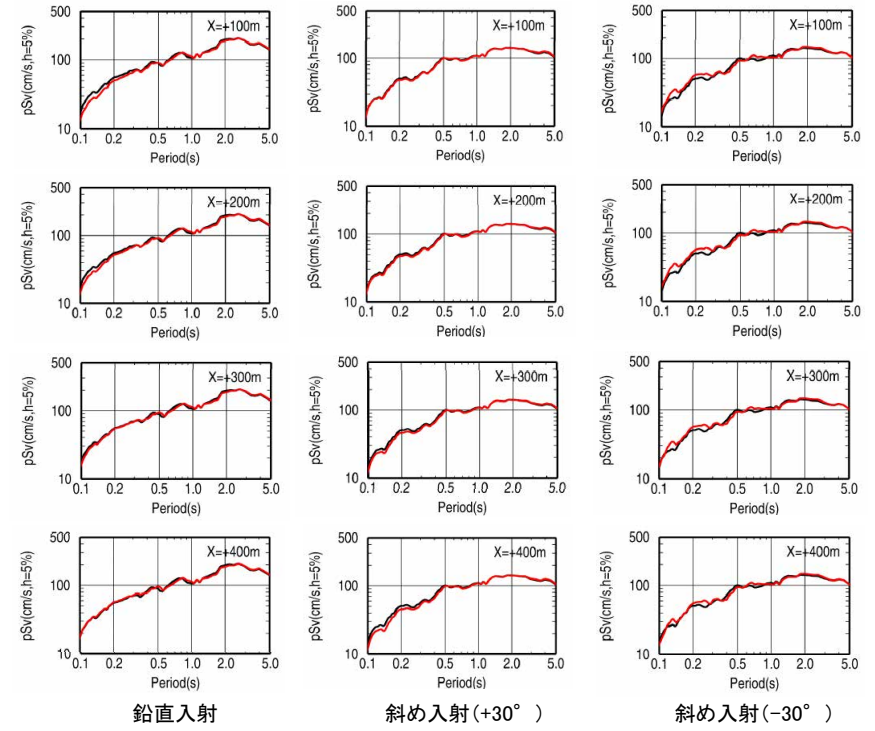 500
100
10
pSv(cm/s,h=5%)
X=+100m
0.1 0.2 0.5 1.0 2.0 5.0
Period(s)
500
100
10
pSv(cm/s,h=5%)
X=+100m
0.1 0.2 0.5 1.0 2.0 5.0
Period(s)
500
100
10
pSv(cm/s,h=5%)
X=+100m
0.1 0.2 0.5 1.0 2.0 5.0
Period(s)
500
100
10
pSv(cm/s,h=5%)
X=+200m
0.1 0.2 0.5 1.0 2.0 5.0
Period(s)
500
100
10
pSv(cm/s,h=5%)
X=+200m
0.1 0.2 0.5 1.0 2.0 5.0
Period(s)
500
100
10
pSv(cm/s,h=5%)
X=+200m
0.1 0.2 0.5 1.0 2.0 5.0
Period(s)
500
100
10
pSv(cm/s,h=5%)
X=+300m
0.1 0.2 0.5 1.0 2.0 5.0
Period(s)
500
100
10
pSv(cm/s,h=5%)
X=+300m
0.1 0.2 0.5 1.0 2.0 5.0
Period(s)
500
100
10
pSv(cm/s,h=5%)
X=+300m
0.1 0.2 0.5 1.0 2.0 5.0
Period(s)
500
100
10
pSv(cm/s,h=5%)
X=+400m
0.1 0.2 0.5 1.0 2.0 5.0
Period(s)
500
100
10
pSv(cm/s,h=5%)
X=+400m
0.1 0.2 0.5 1.0 2.0 5.0
Period(s)
500
100
10
pSv(cm/s,h=5%)
X=+400m
0.1 0.2 0.5 1.0 2.0 5.0
Period(s)
鉛直入射
斜め入射(+30°)
斜め入射(-30°)